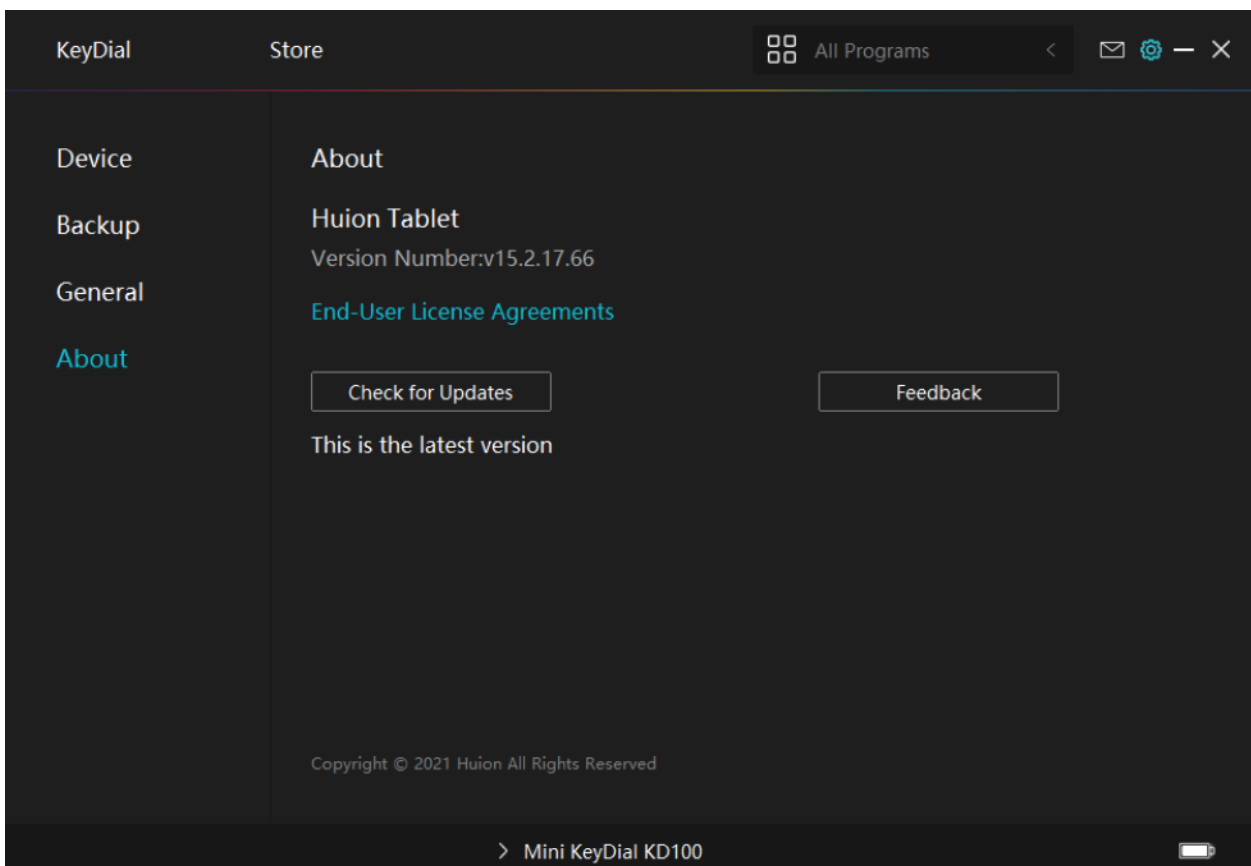 KeyDial Store All Programs
Device
Backup
General
About
About
Huion Tablet
Version Number:v15.2.17.66
End-User License Agreements
Check for Updates
Feedback
This is the latest version
Copyright © 2021 Huion All Rights Reserved
Mini KeyDial KD100